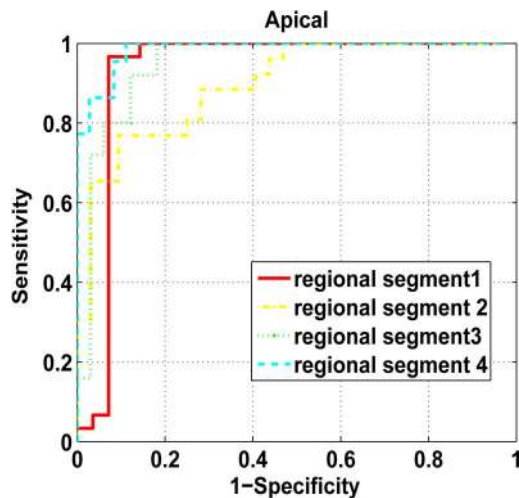 Apical
Sensitivity
1
0.8
0.6
0.4
0.2
0
regional segment1
regional segment 2
regional segment3
regional segment 4
0 0.2 0.4 0.6 0.8 1
1−Specificity